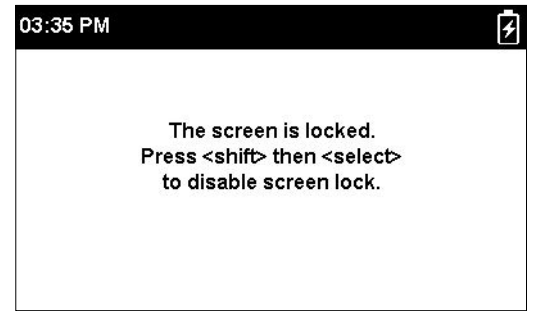 03:35 PM
The screen is locked.
Press <shift> then <select>
to disable screen lock.